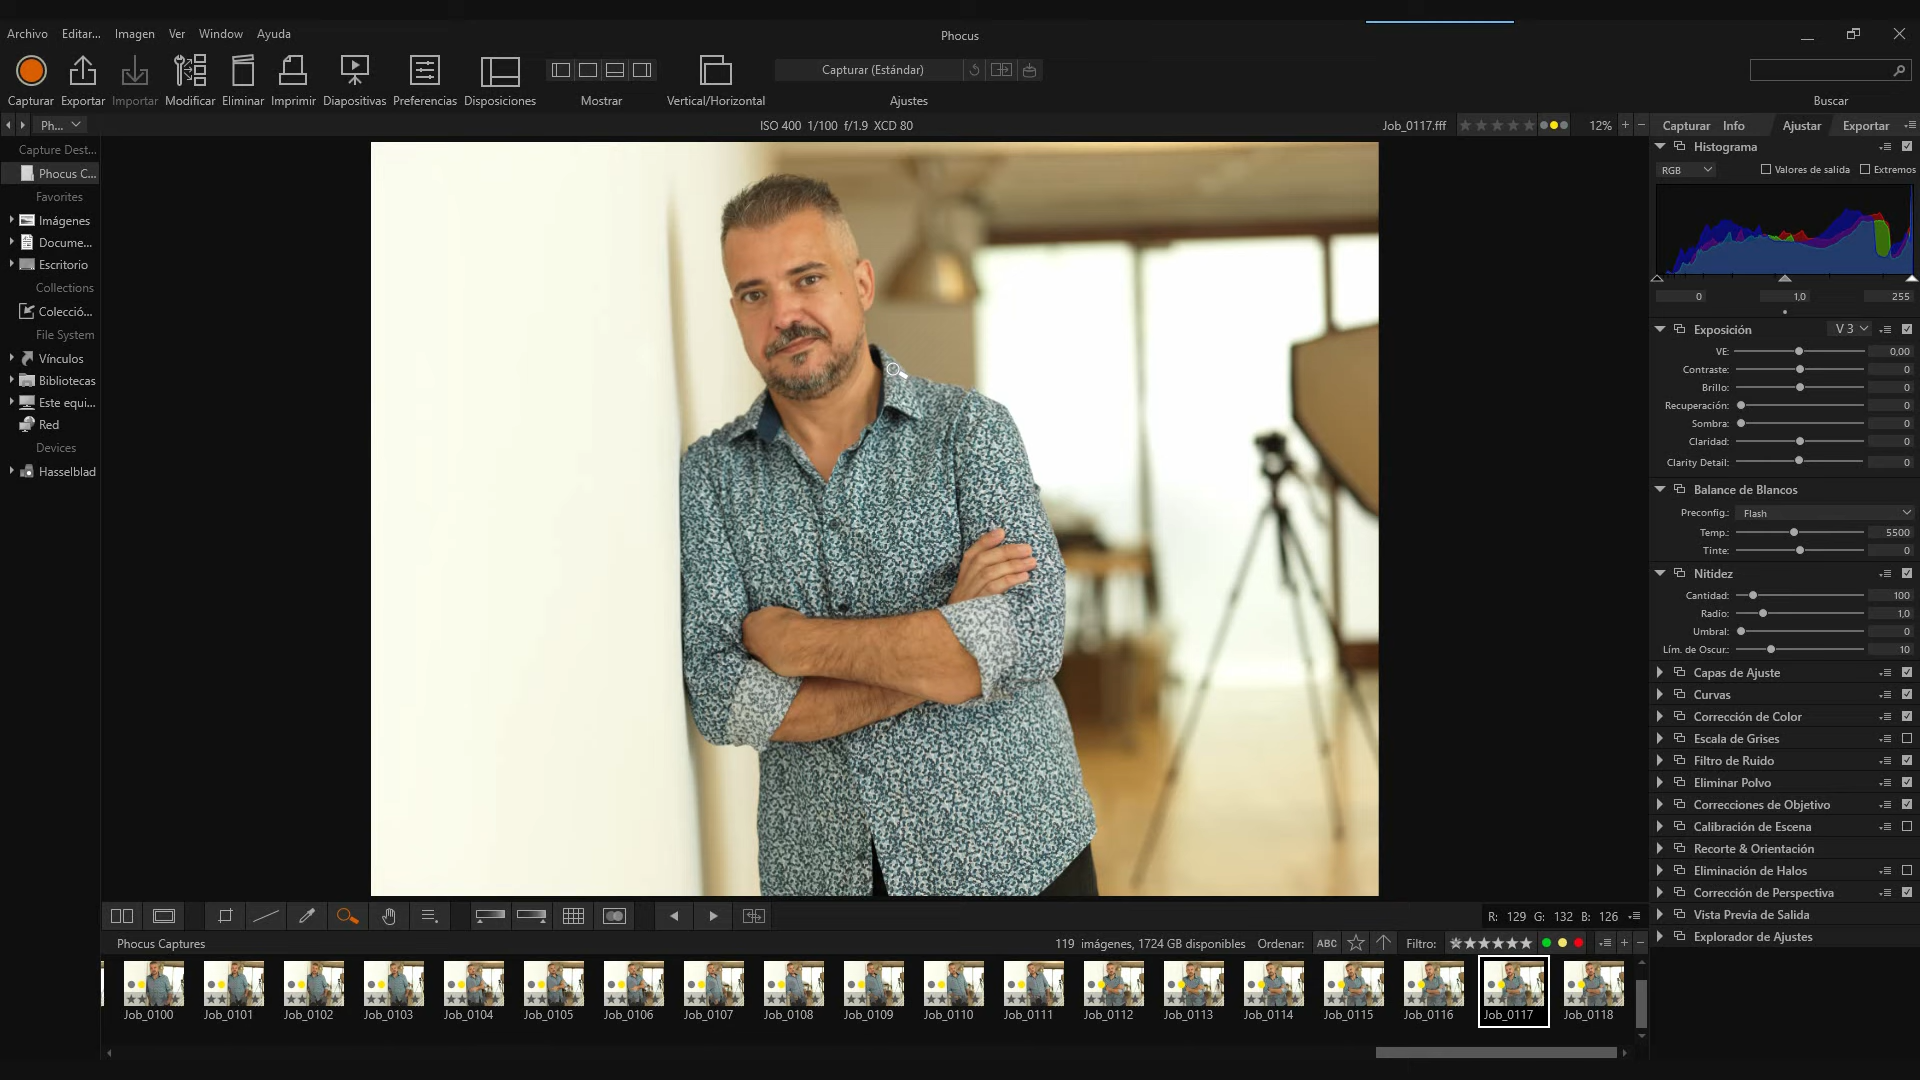 Archivo Editar... Imagen Ver Window Ayuda
Phocus
Capturar Exportar Importar Modificar Eliminar Imprimir Diapositivas Preferencias Disposiciones Mostrar Vertical/Horizontal
Capturar (Estándar)
Ajustes
Buscar
Ph...
ISO 400 1/100 f/1.9 XCD 80
Job_0117.fff
12%
Capturar Info Ajustar Exportar
Capture Dest...
Phocus C...
Favorites
Imágenes
Docume...
Escritorio
Collections
Colecció...
File System
Vínculos
Bibliotecas
Este equi...
Red
Devices
Hasselblad
Histograma
RGB Valores de salida Extremos
0 1,0 255
Exposición V 3
VE: 0,00
Contraste: 0
Brillo: 0
Recuperación: 0
Sombra: 0
Claridad: 0
Clarity Detail: 0
Balance de Blancos
Preconfig.: Flash
Temp.: 5500
Tinte: 0
Nitidez
Cantidad: 100
Radio: 1,0
Umbral: 0
Lím. de Oscur.: 10
Capas de Ajuste
Curvas
Corrección de Color
Escala de Grises
Filtro de Ruido
Eliminar Polvo
Correcciones de Objetivo
Calibración de Escena
Recorte & Orientación
Eliminación de Halos
Corrección de Perspectiva
Vista Previa de Salida
Explorador de Ajustes
R: 129 G: 132 B: 126
Phocus Captures
119 imágenes, 1724 GB disponibles Ordenar: ABC Filtro:
Job_0100 Job_0101 Job_0102 Job_0103 Job_0104 Job_0105 Job_0106 Job_0107 Job_0108 Job_0109 Job_0110 Job_0111 Job_0112 Job_0113 Job_0114 Job_0115 Job_0116 Job_0117 Job_0118